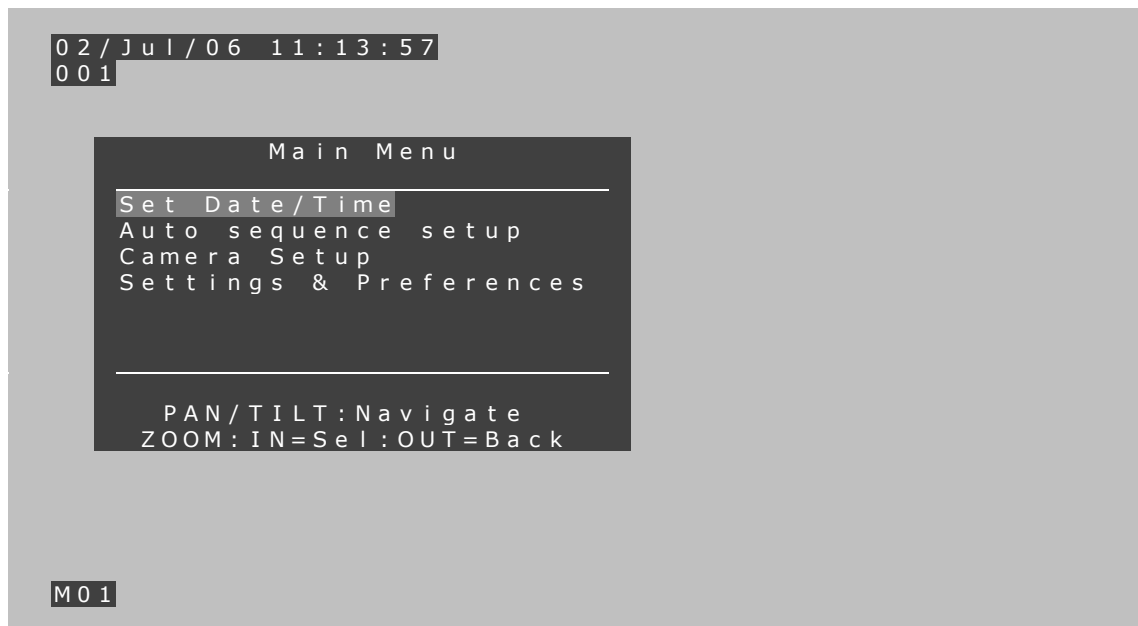 02/Jul/06 11:13:57
001
Main Menu
Set Date/Time
Auto sequence setup
Camera Setup
Settings & Preferences
PAN/TILT:Navigate
ZOOM:IN=Sel:OUT=Back
M01